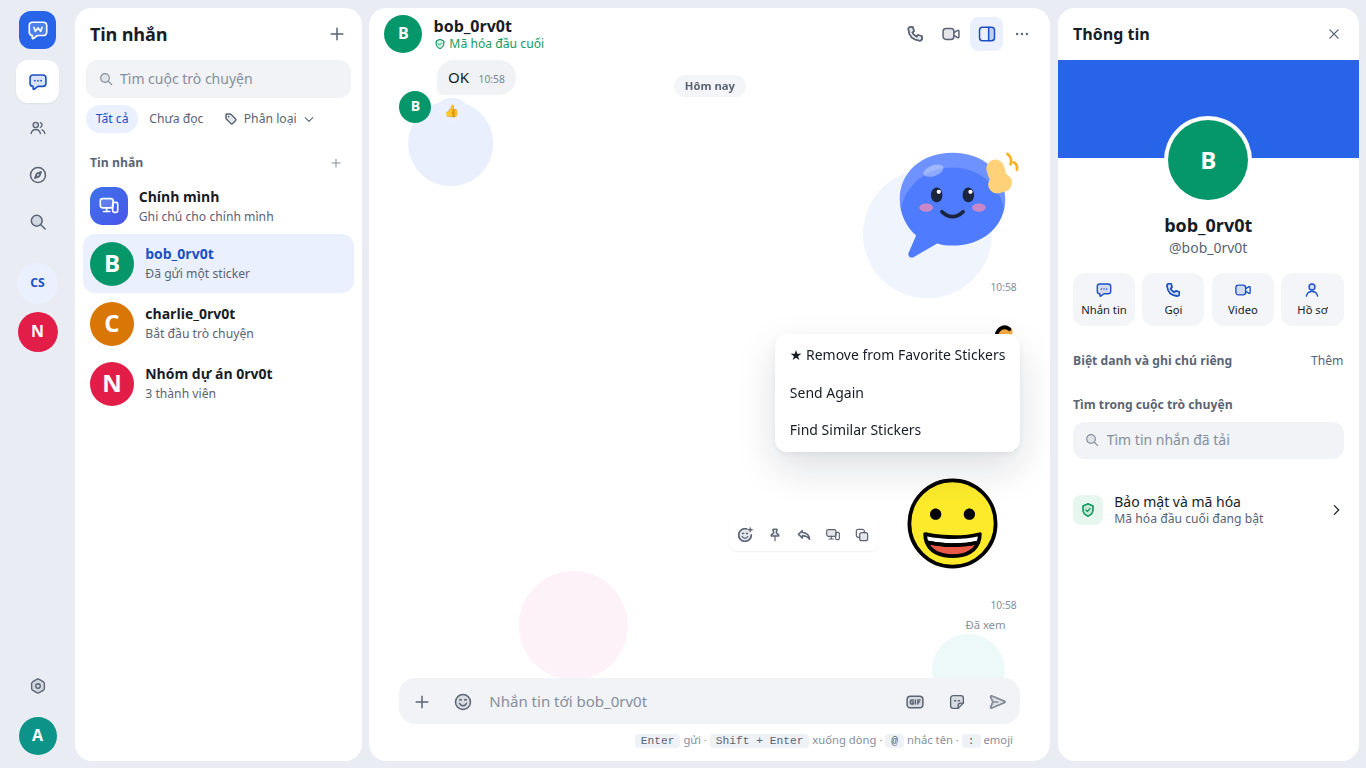 Tin nhắn
Tìm cuộc trò chuyện
Tất cả
Chưa đọc
Phân loại
Tin nhắn
Chính mình
Ghi chú cho chính mình
B
bob_0rv0t
Đã gửi một sticker
C
charlie_0rv0t
Bắt đầu trò chuyện
N
Nhóm dự án 0rv0t
3 thành viên
CS
N
A
B
bob_0rv0t
Mã hóa đầu cuối
OK 10:58
B
Hôm nay
10:58
★ Remove from Favorite Stickers
Send Again
Find Similar Stickers
10:58
Đã xem
Nhắn tin tới bob_0rv0t
GIF
Enter gửi · Shift + Enter xuống dòng · @ nhắc tên · : emoji
Thông tin
B
bob_0rv0t
@bob_0rv0t
Nhắn tin
Gọi
Video
Hồ sơ
Biệt danh và ghi chú riêng
Thêm
Tìm trong cuộc trò chuyện
Tìm tin nhắn đã tải
Bảo mật và mã hóa
Mã hóa đầu cuối đang bật